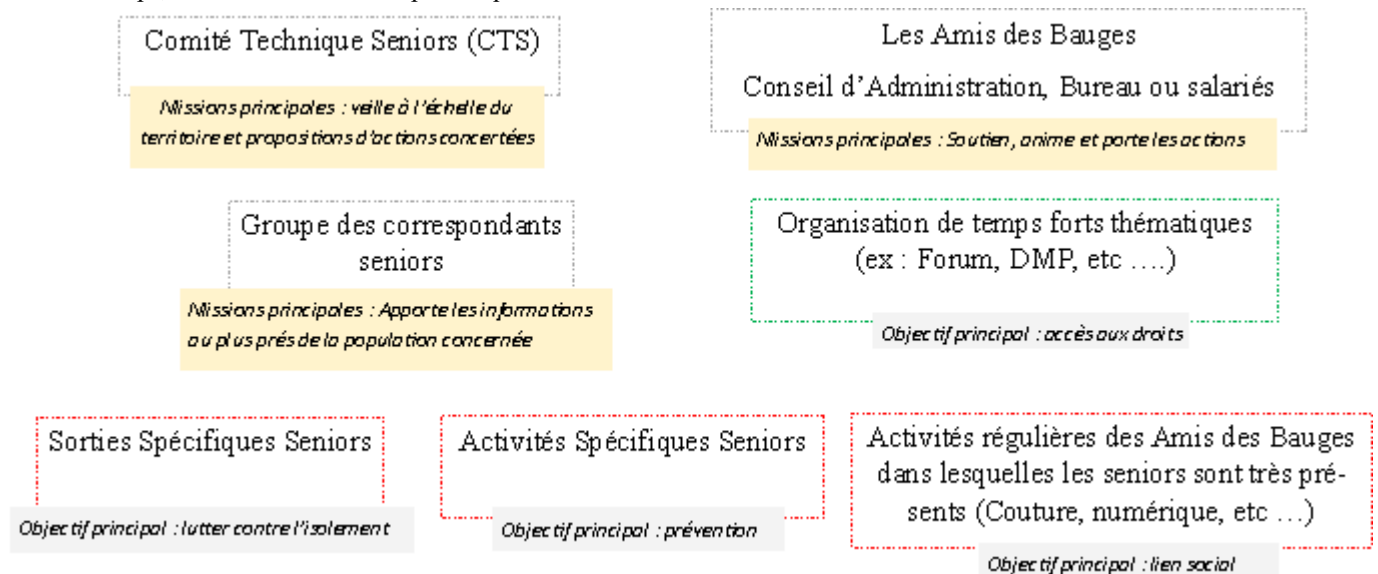 Comité Technique Seniors (CTS)
Missions principales : veille à l'échelle du
territoire et propositions d'actions concertées
Les Amis des Bauges
Conseil d'Administration, Bureau ou salariés
Missions principales : Soutien, anime et porte les actions
Groupe des correspondants
seniors
Missions principales : Apporte les informations
au plus prés de la population concernée
Organisation de temps forts thématiques
(ex : Forum, DMP, etc ....)
Objectif principal : accès aux droits
Sorties Spécifiques Seniors
Objectif principal : lutter contre l'isolement
Activités Spécifiques Seniors
Objectif principal : prévention
Activités régulières des Amis des Bauges
dans lesquelles les seniors sont très pré-
sents (Couture, numérique, etc ...)
Objectif principal : lien social